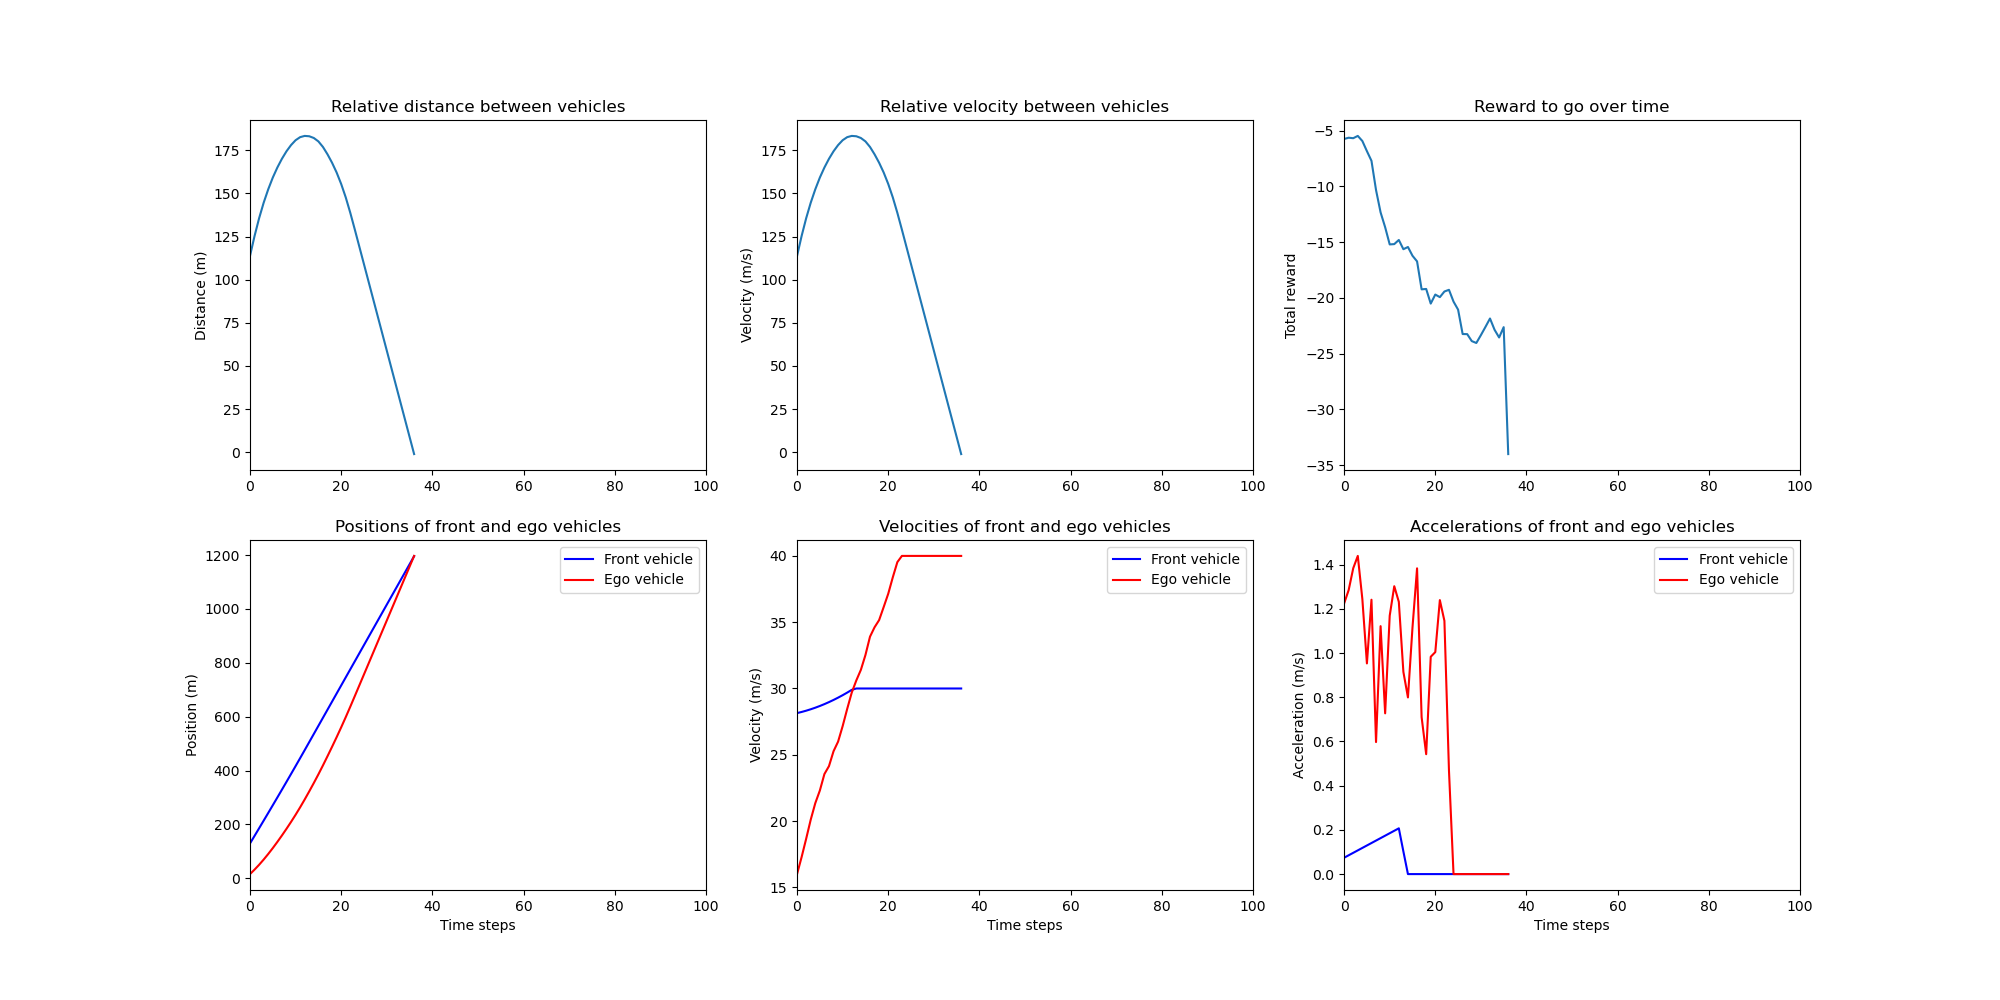 Relative distance between vehicles
Distance (m)
175
150
125
100
75
50
25
0
0 20 40 60 80 100
Relative velocity between vehicles
Velocity (m/s)
175
150
125
100
75
50
25
0
0 20 40 60 80 100
Reward to go over time
Total reward
−5
−10
−15
−20
−25
−30
−35
0 20 40 60 80 100
Positions of front and ego vehicles
Position (m)
1200
1000
800
600
400
200
0
Front vehicle
Ego vehicle
0 20 40 60 80 100
Time steps
Velocities of front and ego vehicles
Velocity (m/s)
40
35
30
25
20
15
Front vehicle
Ego vehicle
0 20 40 60 80 100
Time steps
Accelerations of front and ego vehicles
Acceleration (m/s)
1.4
1.2
1.0
0.8
0.6
0.4
0.2
0.0
Front vehicle
Ego vehicle
0 20 40 60 80 100
Time steps